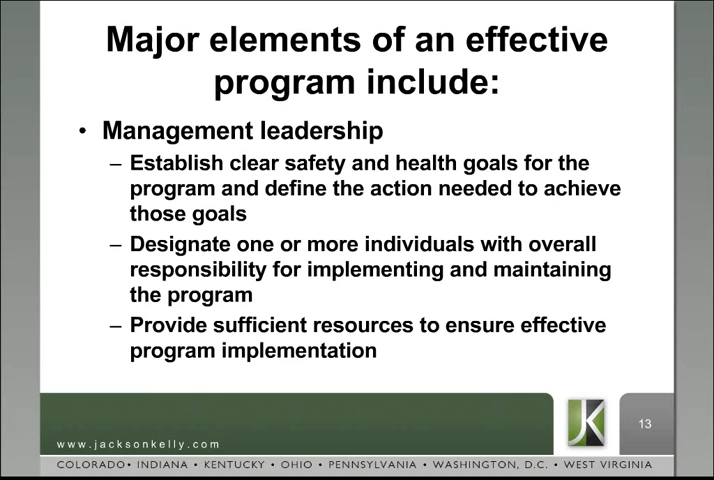 Major elements of an effective
program include:
• Management leadership
– Establish clear safety and health goals for the
program and define the action needed to achieve
those goals
– Designate one or more individuals with overall
responsibility for implementing and maintaining
the program
– Provide sufficient resources to ensure effective
program implementation
JK
13
www.jacksonkelly.com
COLORADO • INDIANA • KENTUCKY • OHIO • PENNSYLVANIA • WASHINGTON, D.C. • WEST VIRGINIA